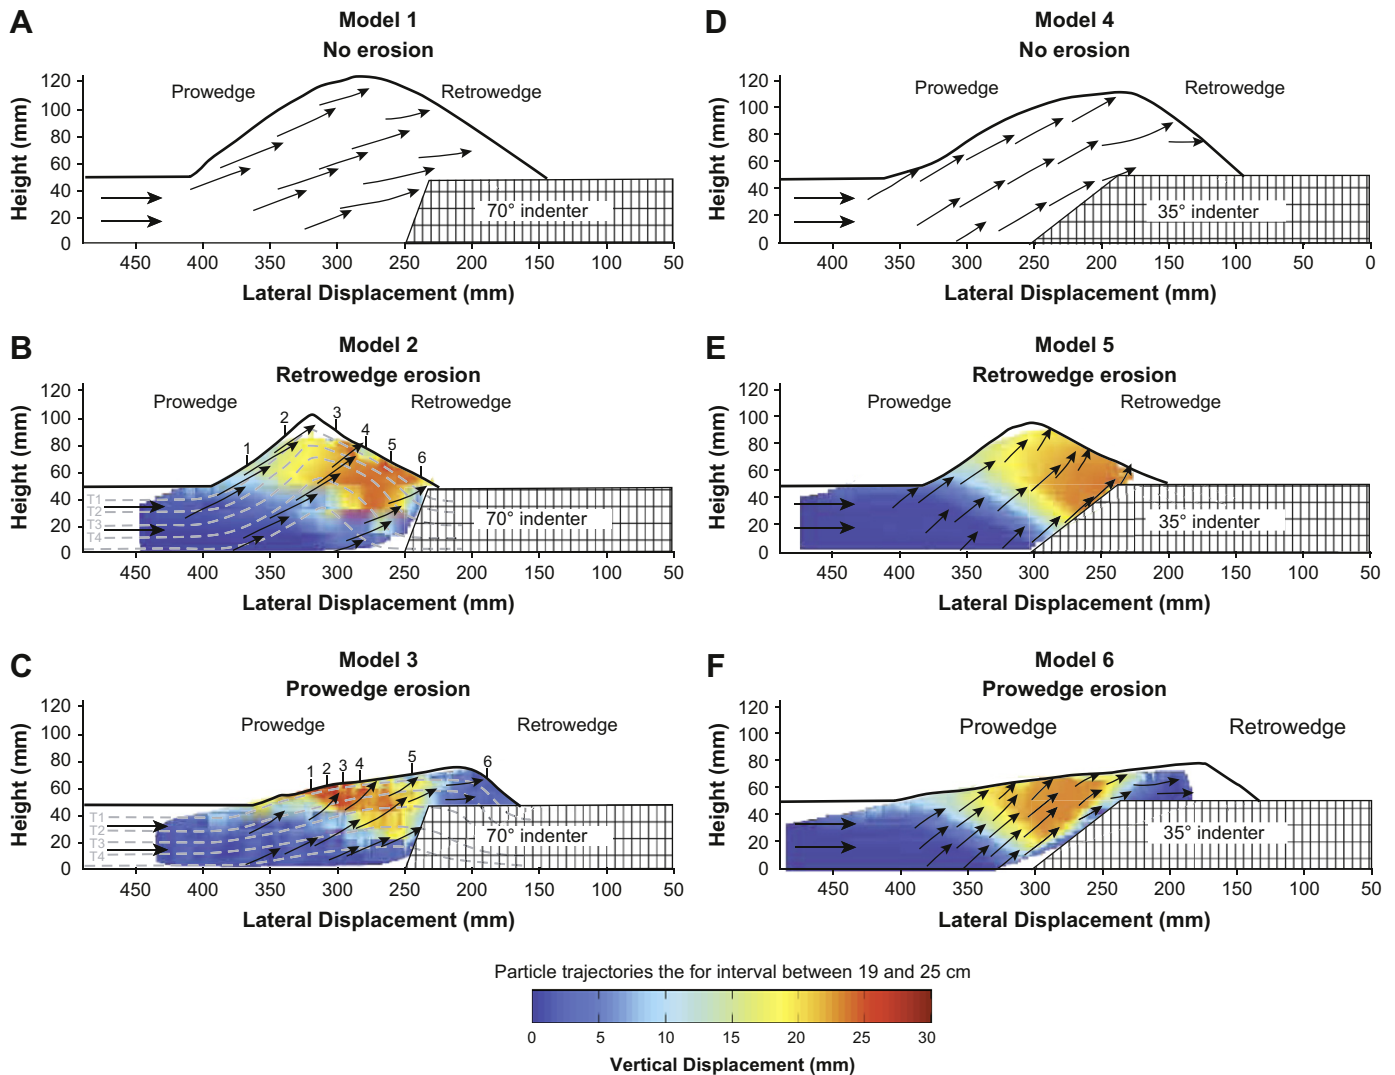 A
Model 1
No erosion
Prowedge
Retrowedge
Height (mm)
120
100
80
60
40
20
0
70° indenter
450 400 350 300 250 200 150 100 50
Lateral Displacement (mm)
D
Model 4
No erosion
Prowedge
Retrowedge
Height (mm)
120
100
80
60
40
20
0
35° indenter
400 350 300 250 200 150 100 50 0
Lateral Displacement (mm)
B
Model 2
Retrowedge erosion
Prowedge
Retrowedge
Height (mm)
120
100
80
60
40
20
0
1 2 3 4 5 6
T1
T2
T3
T4
70° indenter
450 400 350 300 250 200 150 100 50
Lateral Displacement (mm)
E
Model 5
Retrowedge erosion
Prowedge
Retrowedge
Height (mm)
120
100
80
60
40
20
0
35° indenter
450 400 350 300 250 200 150 100 50
Lateral Displacement (mm)
C
Model 3
Prowedge erosion
Prowedge
Retrowedge
Height (mm)
120
100
80
60
40
20
0
1 2 3 4 5 6
T1
T2
T3
T4
70° indenter
450 400 350 300 250 200 150 100 50
Lateral Displacement (mm)
F
Model 6
Prowedge erosion
Prowedge
Retrowedge
Height (mm)
120
100
80
60
40
20
0
35° indenter
450 400 350 300 250 200 150 100 50
Lateral Displacement (mm)
Particle trajectories the for interval between 19 and 25 cm
0 5 10 15 20 25 30
Vertical Displacement (mm)